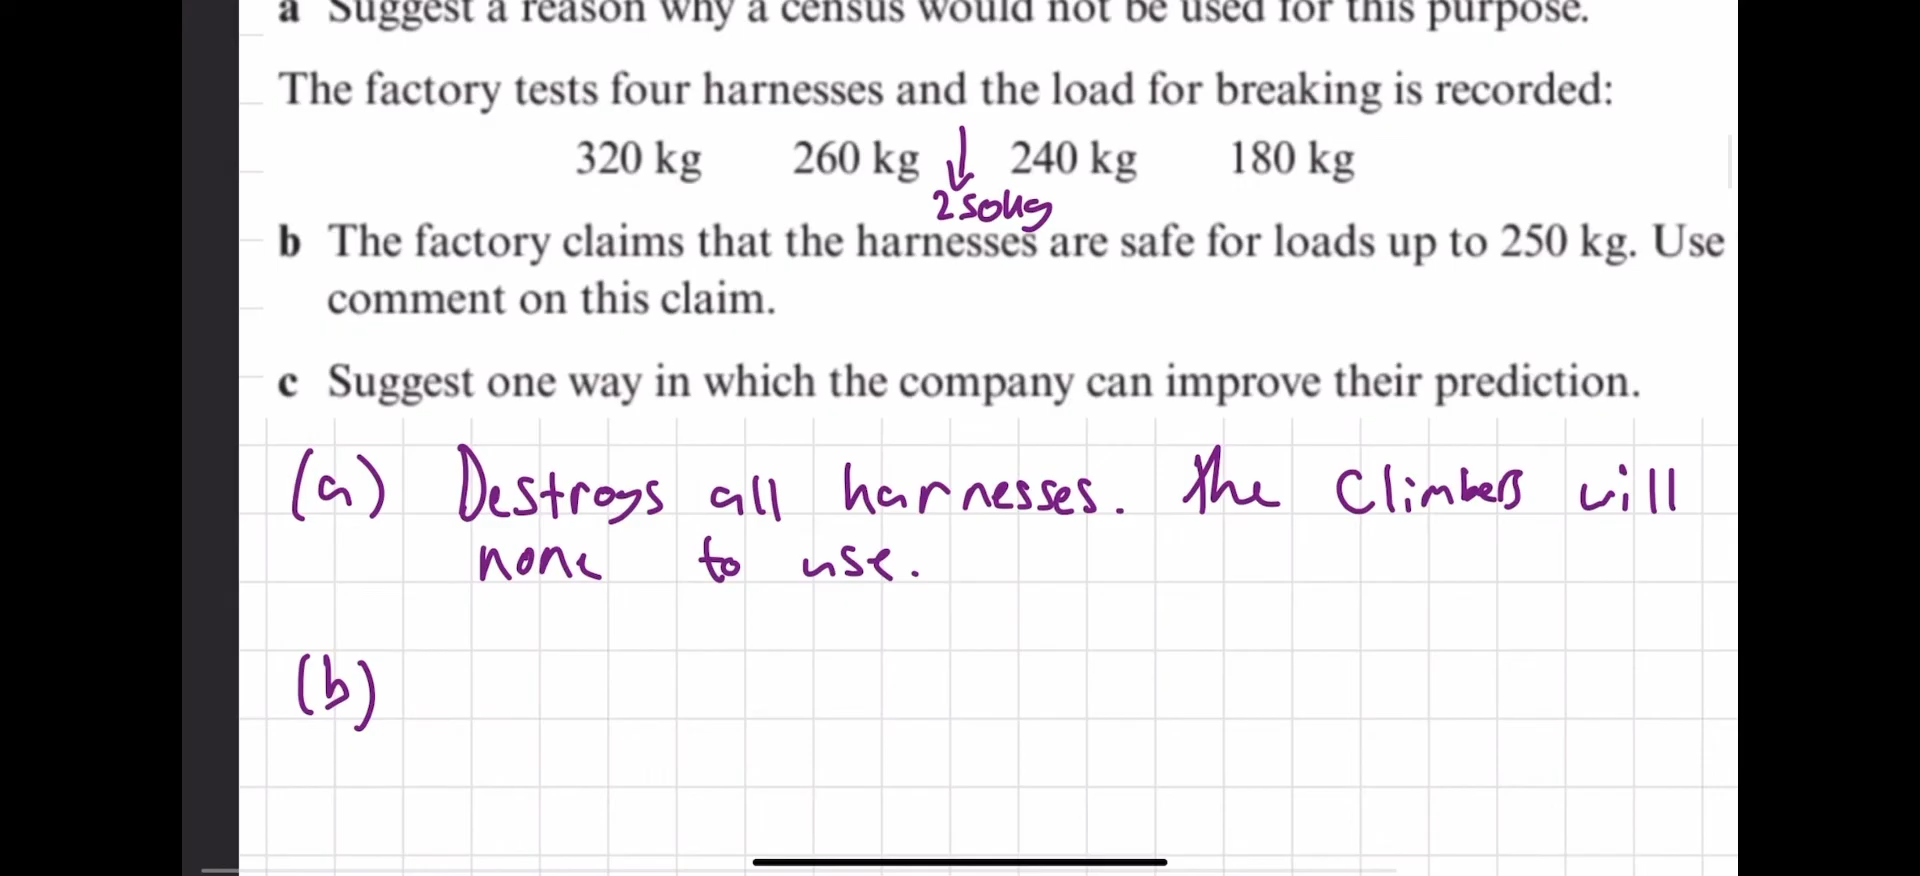 a Suggest a reason why a census would not be used for this purpose.
The factory tests four harnesses and the load for breaking is recorded:
320 kg 260 kg ↓ 240 kg 180 kg
250kg
b The factory claims that the harnesses are safe for loads up to 250 kg. Use
comment on this claim.
c Suggest one way in which the company can improve their prediction.
(a) Destroys all harnesses. The climbers will
none to use.
(b)